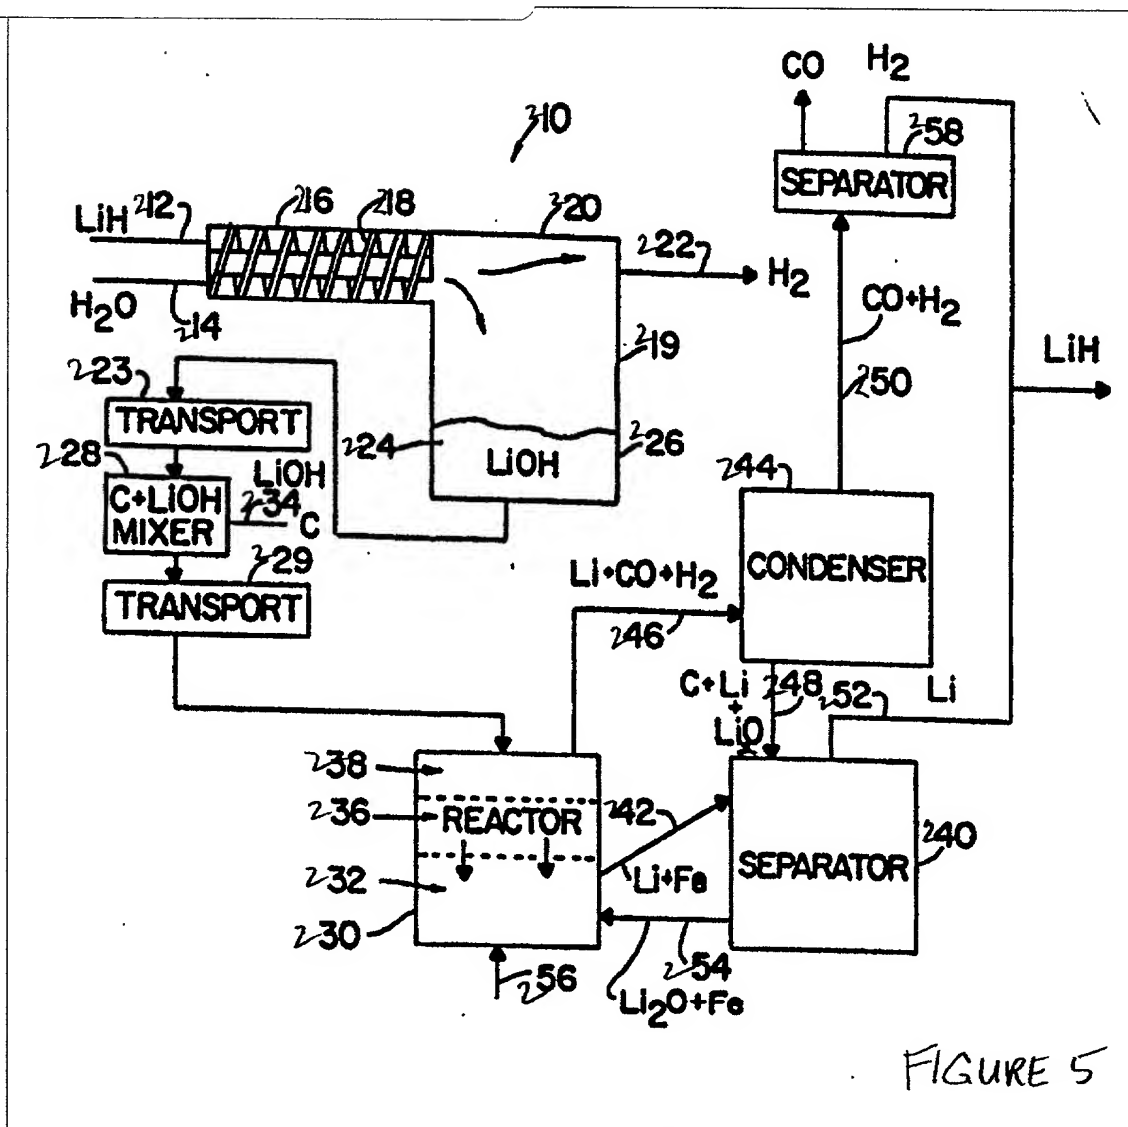 CO
H2
210
258
SEPARATOR
LiH 212
216
218
220
222
H2
H2O
214
CO+H2
219
LiH
250
223
TRANSPORT
224
226
LiOH
228
LiOH
C+LiOH
MIXER
234
C
244
CONDENSER
229
TRANSPORT
Li+CO+H2
246
C+Li
+
LiO
248
252
Li
238
236
REACTOR
242
232
Li+Fe
SEPARATOR
240
230
254
256
Li2O+Fe
FIGURE 5